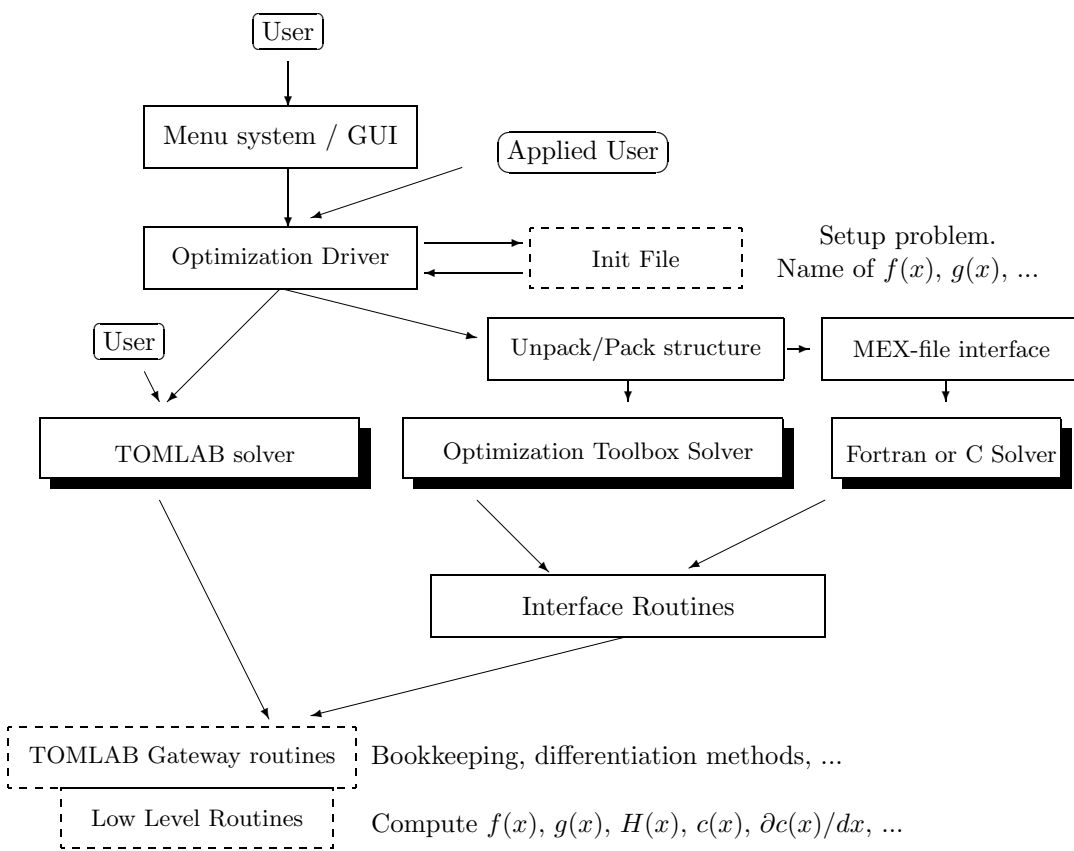 User
Menu system / GUI
Applied User
Optimization Driver
Init File
Setup problem.
Name of f(x), g(x), ...
User
Unpack/Pack structure
MEX-file interface
TOMLAB solver
Optimization Toolbox Solver
Fortran or C Solver
Interface Routines
TOMLAB Gateway routines
Bookkeeping, differentiation methods, ...
Low Level Routines
Compute f(x), g(x), H(x), c(x), ∂c(x)/dx, ...